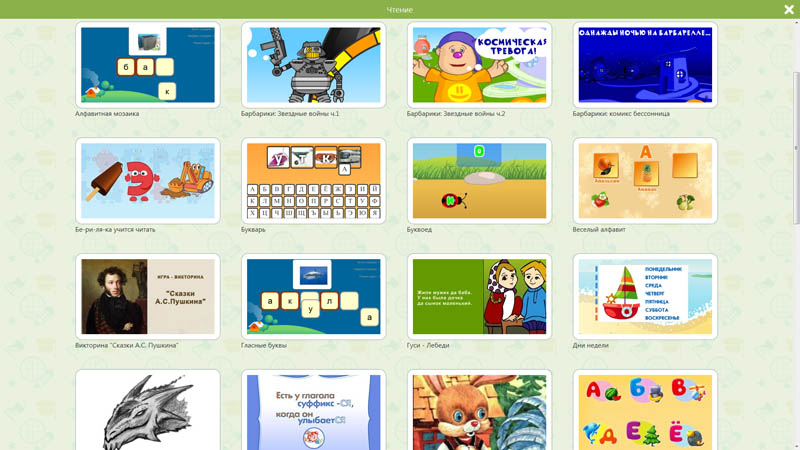 Чтение
б а
к
Алфавитная мозаика
Барбарики: Звездные войны ч.1
КОСМИЧЕСКАЯ
ТРЕВОГА!
Барбарики: Звездные войны ч.2
ОДНАЖДЫ НОЧЬЮ НА БАРБАРЕЛЛЕ...
Барбарики: комикс бессонница
Э
Бе-ри-ля-ка учится читать
У Г К
А
А Б В Г Д Е Ё Ж З И Й
К Л М Н О П Р С Т У Ф
Х Ц Ч Ш Щ Ъ Ы Ь Э Ю Я
Букварь
Буквоед
А
Апельсин
Ананас
Веселый алфавит
ИГРА - ВИКТОРИНА
"Сказки
А.С.Пушкина"
Викторина "Сказки А.С. Пушкина"
а к у л а
Гласные буквы
Жили мужик да баба.
У них была дочка
да сынок маленький.
Гуси - Лебеди
ПОНЕДЕЛЬНИК
ВТОРНИК
СРЕДА
ЧЕТВЕРГ
ПЯТНИЦА
СУББОТА
ВОСКРЕСЕНЬЕ
Дни недели
Есть у глагола
суффикс -СЯ,
когда он
улыбаетСЯ
А Б В
Д Е Ё